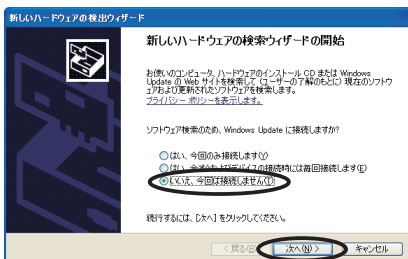 新しいハードウェアの検出ウィザード
新しいハードウェアの検索ウィザードの開始
お使いのコンピュータ、ハードウェアのインストール CD または Windows
Update の Web サイトを検索して (ユーザーの了解のもとに) 現在のソフトウ
ェアおよび更新されたソフトウェアを検索します。
プライバシー ポリシーを表示します。
ソフトウェア検索のため、Windows Update に接続しますか?
はい、今回のみ接続します(Y)
はい、今すぐおよびデバイスの接続時には毎回接続します(E)
いいえ、今回は接続しません(T)
続行するには、[次へ] をクリックしてください。
< 戻る(B) 次へ(N) > キャンセル